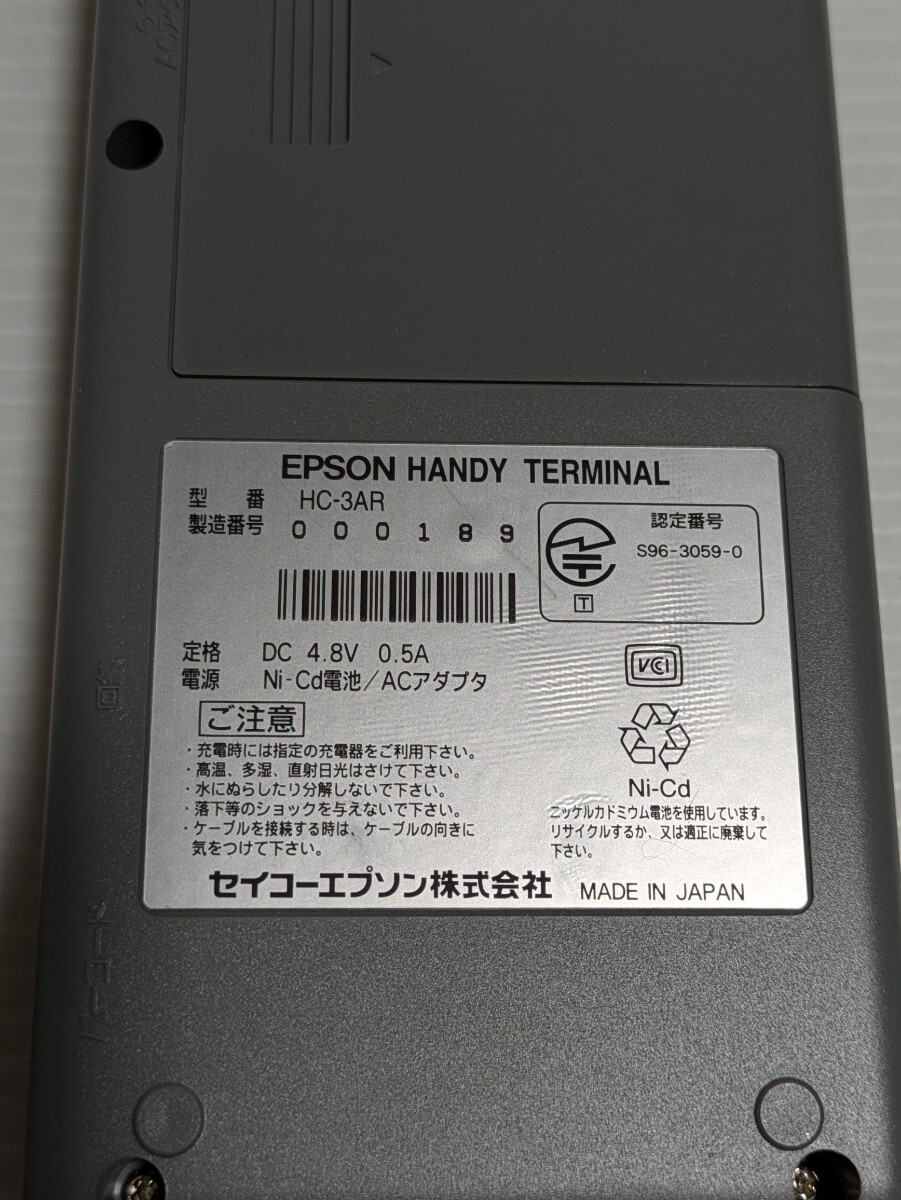 EPSON HANDY TERMINAL
型 番 HC-3AR
製造番号 000189
認定番号
S96-3059-0
T
定格 DC 4.8V 0.5A
電源 Ni-Cd電池/ACアダプタ
VCI
ご注意
・充電時には指定の充電器をご利用下さい。
・高温、多湿、直射日光はさけて下さい。
・水にぬらしたり分解しないで下さい。
・落下等のショックを与えないで下さい。
・ケーブルを接続する時は、ケーブルの向きに
気をつけて下さい。
Ni-Cd
ニッケルカドミウム電池を使用しています。
リサイクルするか、又は適正に廃棄して
下さい。
セイコーエプソン株式会社 MADE IN JAPAN
回線
バーコード